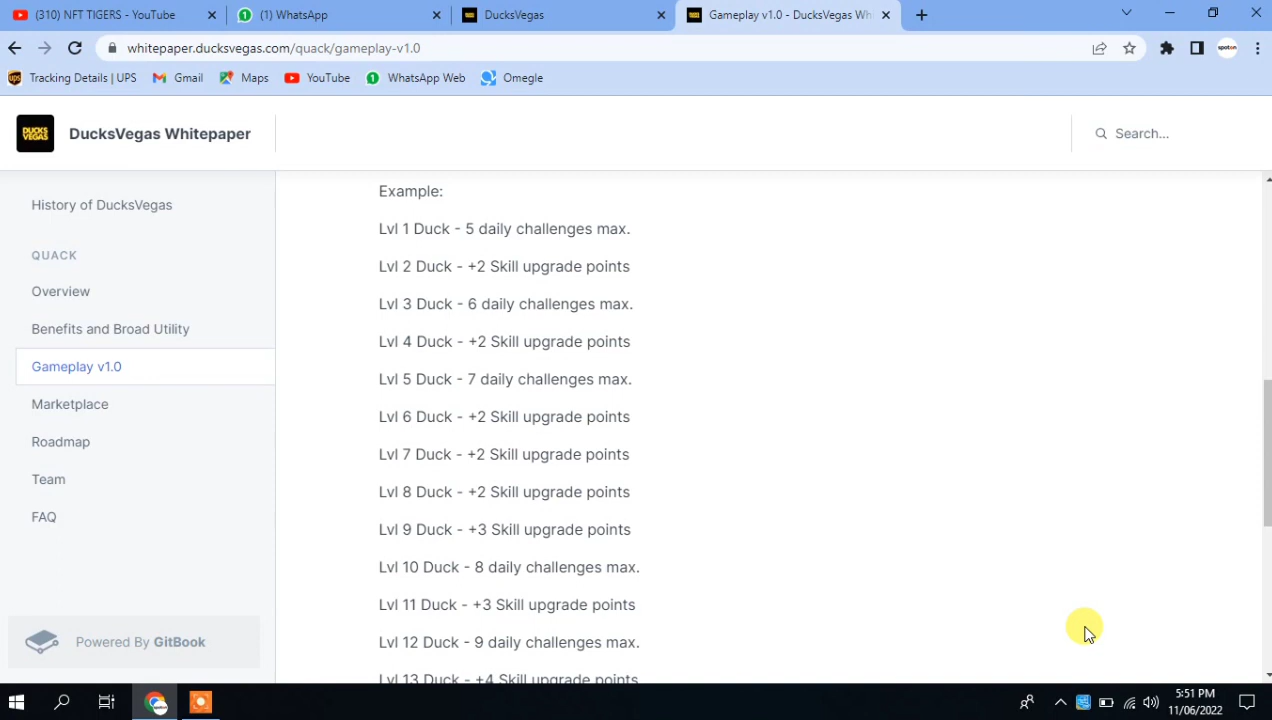 (310) NFT TIGERS - YouTube
(1) WhatsApp
DucksVegas
Gameplay v1.0 - DucksVegas Wh
whitepaper.ducksvegas.com/quack/gameplay-v1.0
spoton
Tracking Details | UPS
Gmail
Maps
YouTube
WhatsApp Web
Omegle
DUCKS
VEGAS
DucksVegas Whitepaper
Search...
History of DucksVegas
QUACK
Overview
Benefits and Broad Utility
Gameplay v1.0
Marketplace
Roadmap
Team
FAQ
Powered By GitBook
Example:
Lvl 1 Duck - 5 daily challenges max.
Lvl 2 Duck - +2 Skill upgrade points
Lvl 3 Duck - 6 daily challenges max.
Lvl 4 Duck - +2 Skill upgrade points
Lvl 5 Duck - 7 daily challenges max.
Lvl 6 Duck - +2 Skill upgrade points
Lvl 7 Duck - +2 Skill upgrade points
Lvl 8 Duck - +2 Skill upgrade points
Lvl 9 Duck - +3 Skill upgrade points
Lvl 10 Duck - 8 daily challenges max.
Lvl 11 Duck - +3 Skill upgrade points
Lvl 12 Duck - 9 daily challenges max.
Lvl 13 Duck - +4 Skill upgrade points
5:51 PM
11/06/2022